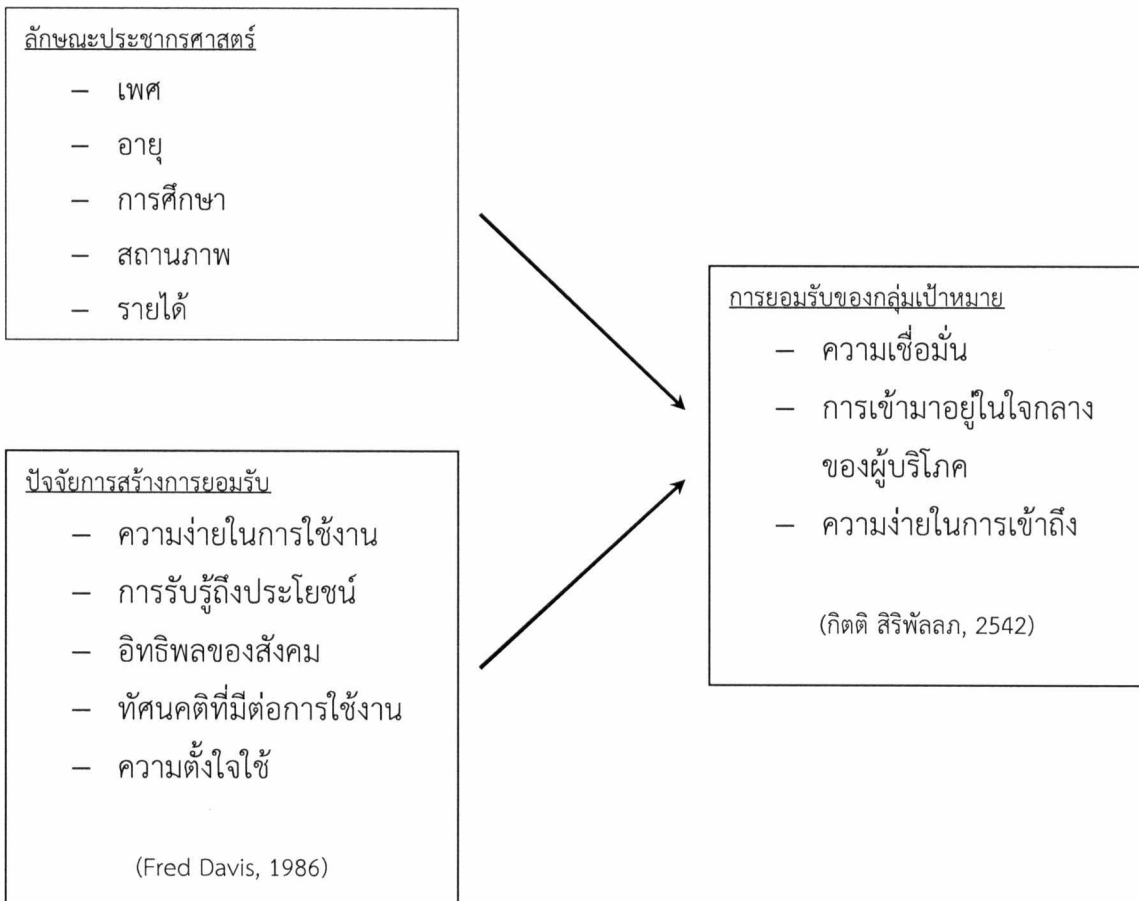 ลักษณะประชากรศาสตร์
– เพศ
– อายุ
– การศึกษา
– สถานภาพ
– รายได้
ปัจจัยการสร้างการยอมรับ
– ความง่ายในการใช้งาน
– การรับรู้ถึงประโยชน์
– อิทธิพลของสังคม
– ทัศนคติที่มีต่อการใช้งาน
– ความตั้งใจใช้
(Fred Davis, 1986)
การยอมรับของกลุ่มเป้าหมาย
– ความเชื่อมั่น
– การเข้ามาอยู่ในใจกลาง
ของผู้บริโภค
– ความง่ายในการเข้าถึง
(กิตติ สิริพัลลภ, 2542)